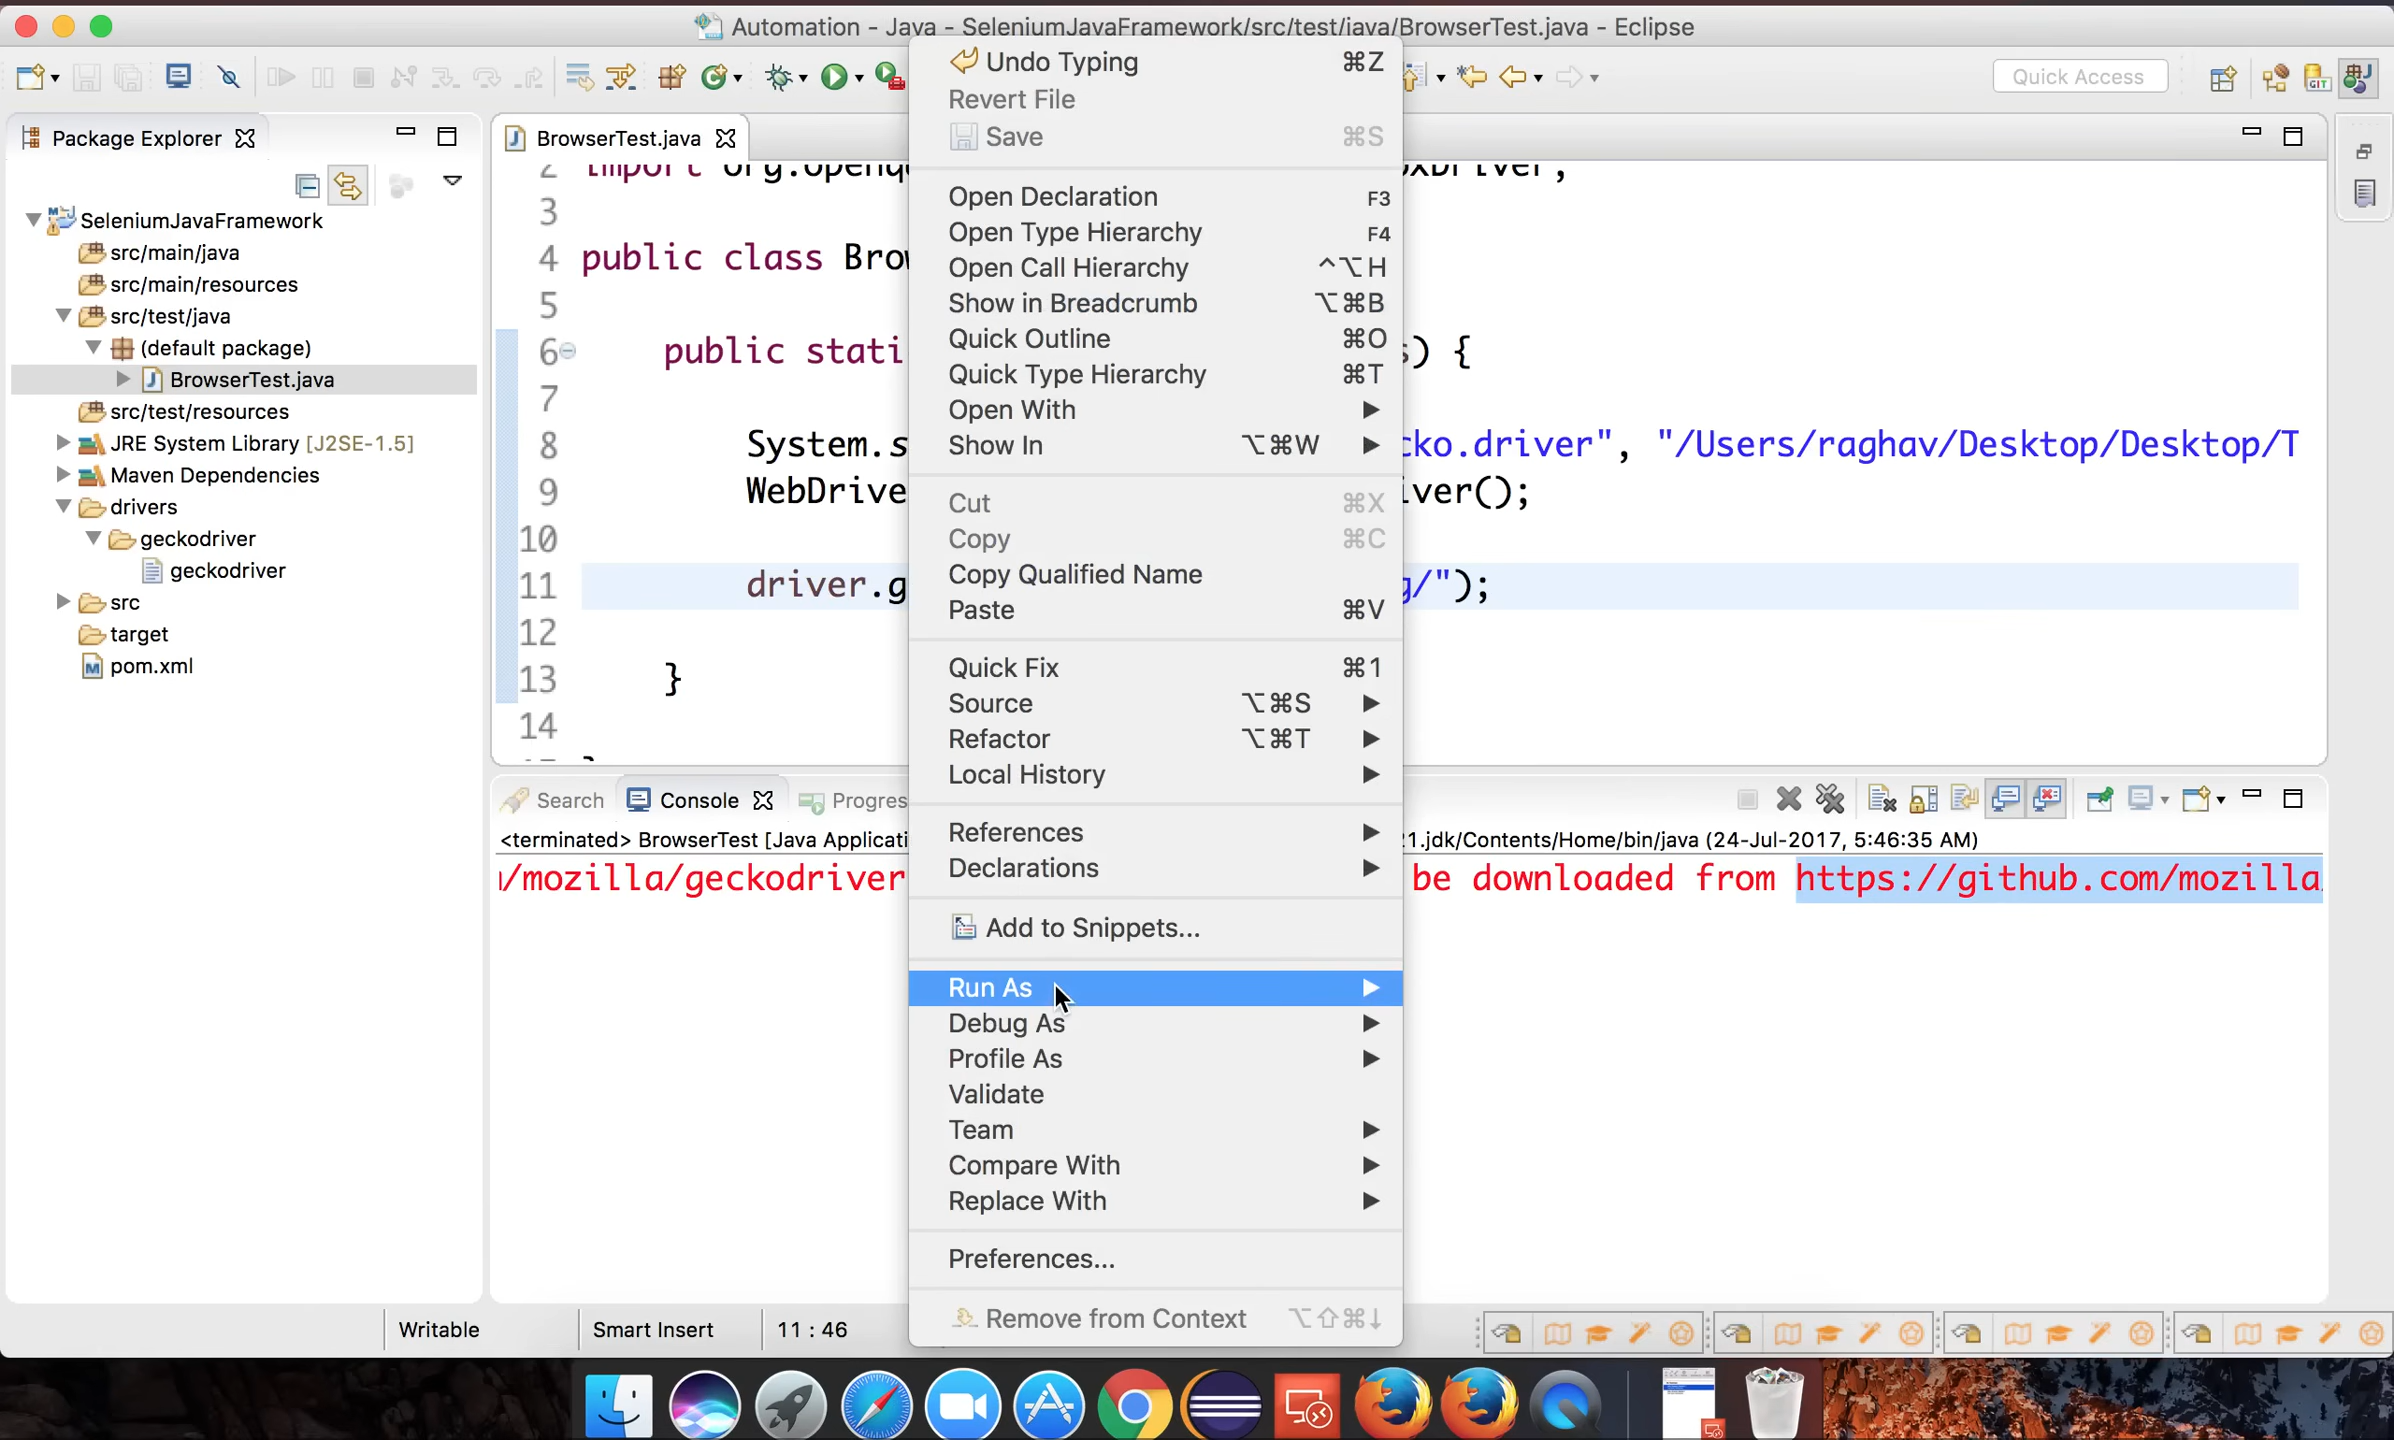 Automation - Java - SeleniumJavaFramework/src/test/java/BrowserTest.java - Eclipse
Quick Access
Package Explorer
SeleniumJavaFramework
src/main/java
src/main/resources
src/test/java
(default package)
BrowserTest.java
src/test/resources
JRE System Library [J2SE-1.5]
Maven Dependencies
drivers
geckodriver
geckodriver
src
target
pom.xml
BrowserTest.java
2 import org.openq
3
4 public class Brow
5
6 public stati s) {
7
8 System.s cko.driver", "/Users/raghav/Desktop/Desktop/T
9 WebDrive iver();
10
11 driver.g g/");
12
13 }
14
Undo Typing ⌘Z
Revert File
Save ⌘S
Open Declaration F3
Open Type Hierarchy F4
Open Call Hierarchy ^⌥H
Show in Breadcrumb ⌥⌘B
Quick Outline ⌘O
Quick Type Hierarchy ⌘T
Open With
Show In ⌥⌘W
Cut ⌘X
Copy ⌘C
Copy Qualified Name
Paste ⌘V
Quick Fix ⌘1
Source ⌥⌘S
Refactor ⌥⌘T
Local History
References
Declarations
Add to Snippets...
Run As
Debug As
Profile As
Validate
Team
Compare With
Replace With
Preferences...
Remove from Context ⌥⇧⌘↓
Search Console Progres
<terminated> BrowserTest [Java Applicati 1.jdk/Contents/Home/bin/java (24-Jul-2017, 5:46:35 AM)
/mozilla/geckodriver be downloaded from https://github.com/mozilla
Writable Smart Insert 11 : 46